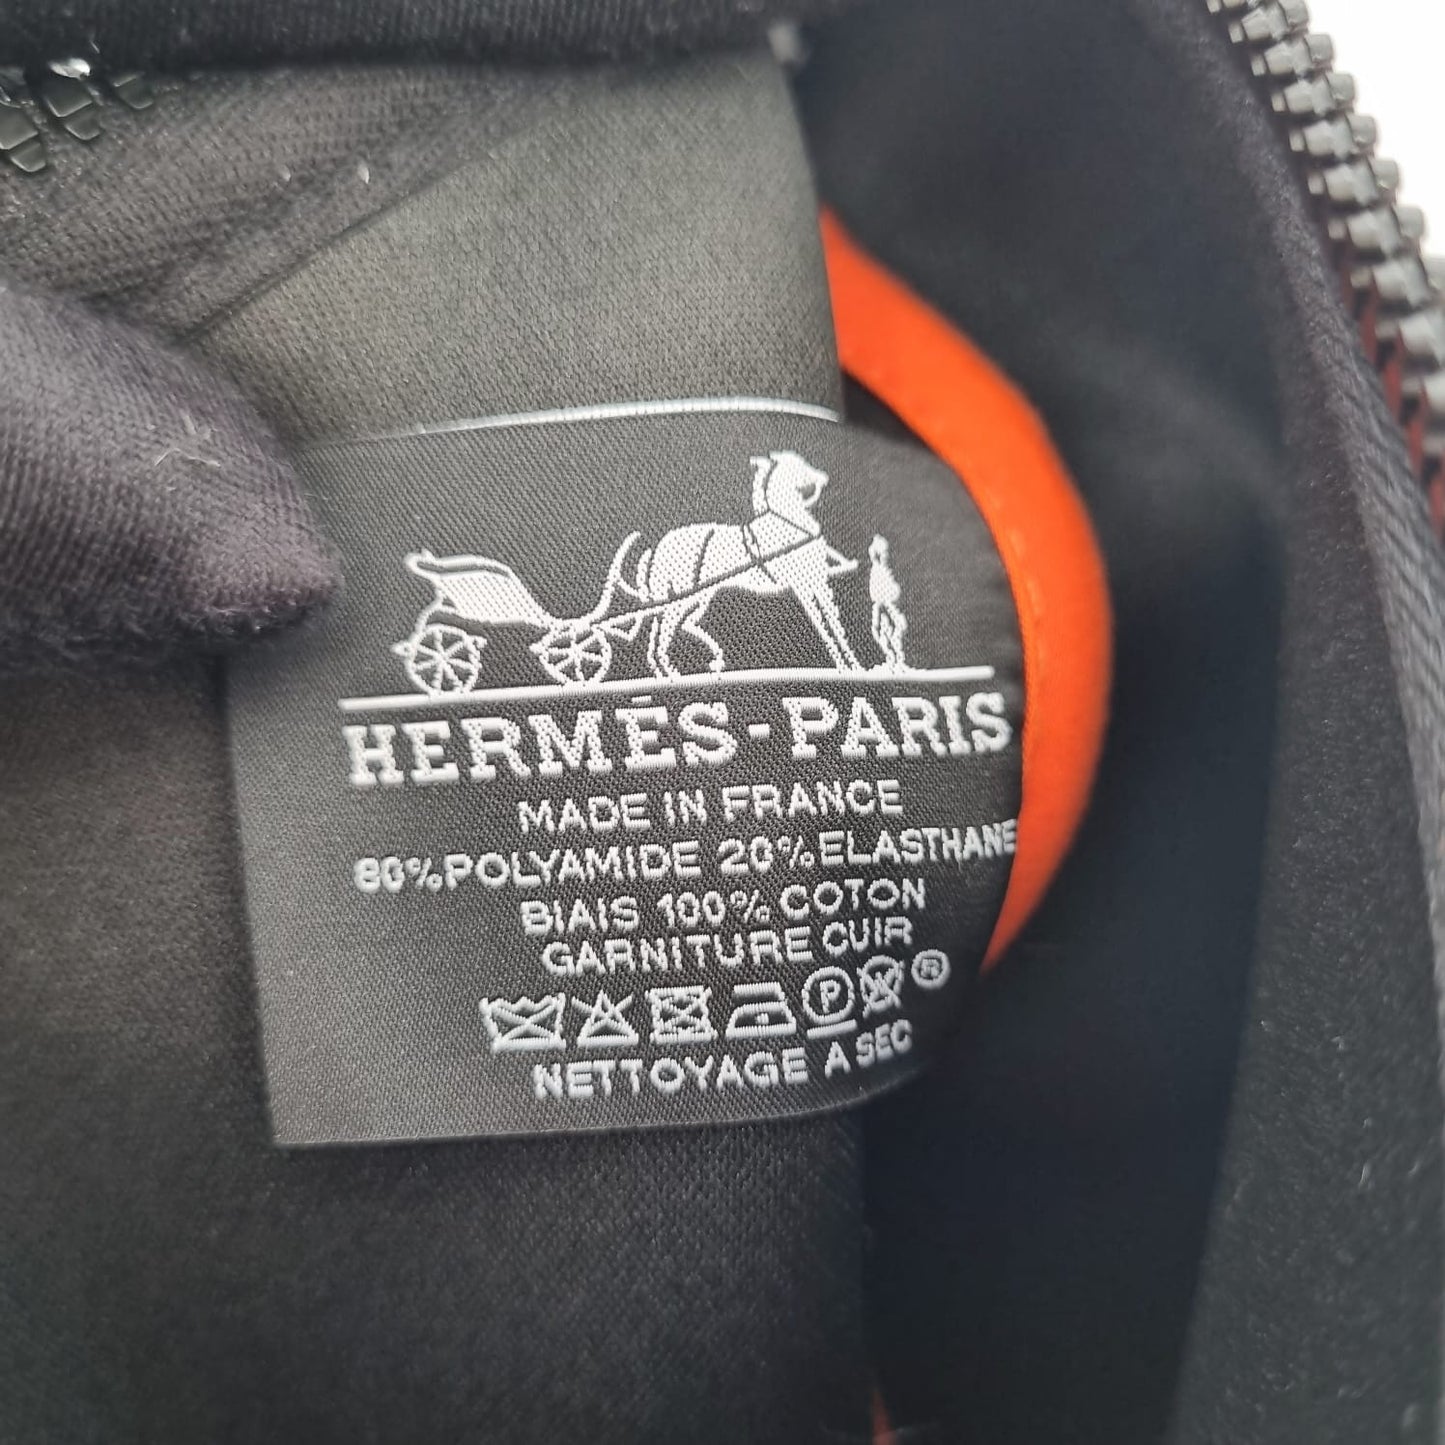 HERMÈS-PARIS
MADE IN FRANCE
80%POLYAMIDE 20%ELASTHANE
BIAIS 100% COTON
GARNITURE CUIR
P W ®
NETTOYAGE A SEC